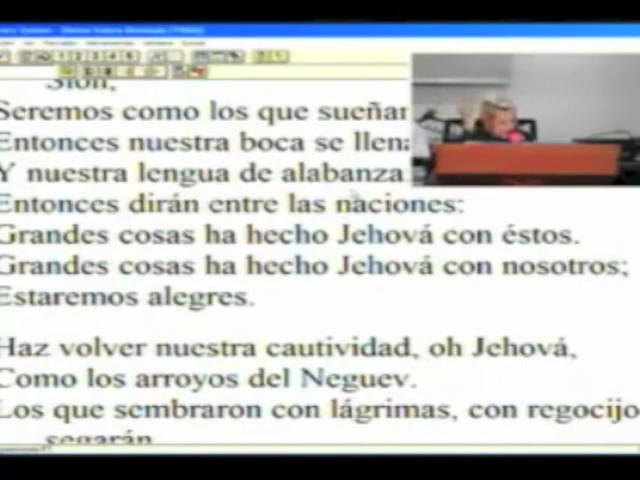 Sion,
Seremos como los que sueñan
Entonces nuestra boca se llena
Y nuestra lengua de alabanza
Entonces dirán entre las naciones:
Grandes cosas ha hecho Jehová con éstos.
Grandes cosas ha hecho Jehová con nosotros;
Estaremos alegres.
Haz volver nuestra cautividad, oh Jehová,
Como los arroyos del Neguev.
Los que sembraron con lágrimas, con regocijo
segarán